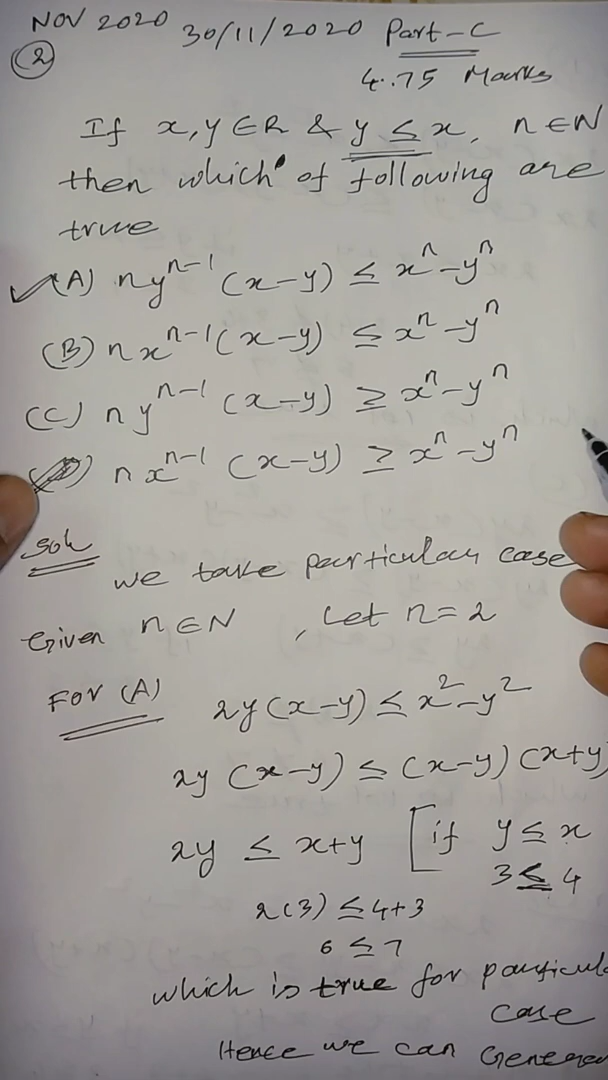 NOV 2020 30/11/2020 Part-C
(2) 4.75 Marks
If x, y ∈ R & y ≤ x, n ∈ N
then which of following are
true
✓(A) ny^{n-1} (x-y) ≤ x^n - y^n
(B) nx^{n-1} (x-y) ≤ x^n - y^n
(C) ny^{n-1} (x-y) ≥ x^n - y^n
nx^{n-1} (x-y) ≥ x^n - y^n
Soln
we take particular case
Given n ∈ N, Let n = 2
For (A) 2y(x-y) ≤ x^2 - y^2
2y (x-y) ≤ (x-y) (x+y)
2y ≤ x+y [if y ≤ x
3 ≤ 4
2(3) ≤ 4+3
6 ≤ 7
which is true for
case
Hence we can